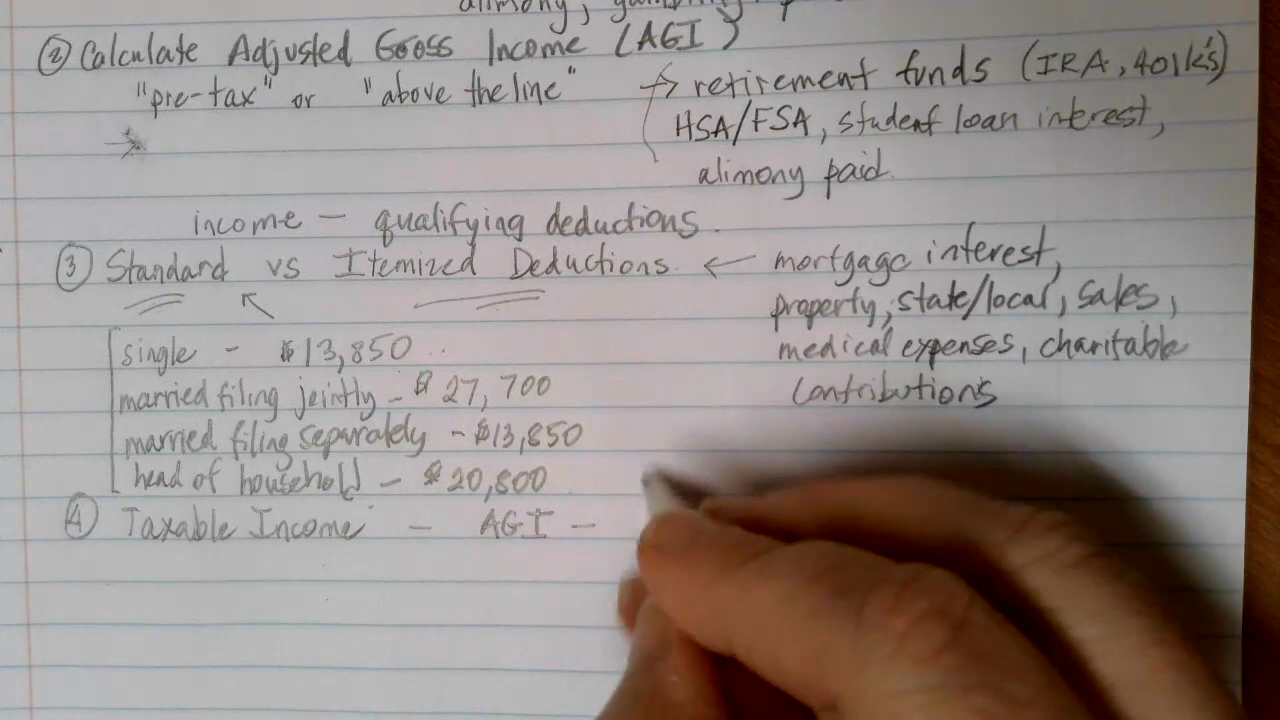 alimony,
② Calculate Adjusted Gross Income (AGI)
"pre-tax" or "above the line"
→ retirement funds (IRA, 401k's)
HSA/FSA, student loan interest,
alimony paid.
income - qualifying deductions.
③ Standard vs Itemized Deductions. ← mortgage interest,
property, state/local, sales,
medical expenses, charitable
contributions
single - $13,850
married filing jointly - $27,700
married filing separately - $13,850
head of household - $20,800
④ Taxable Income - AGI -